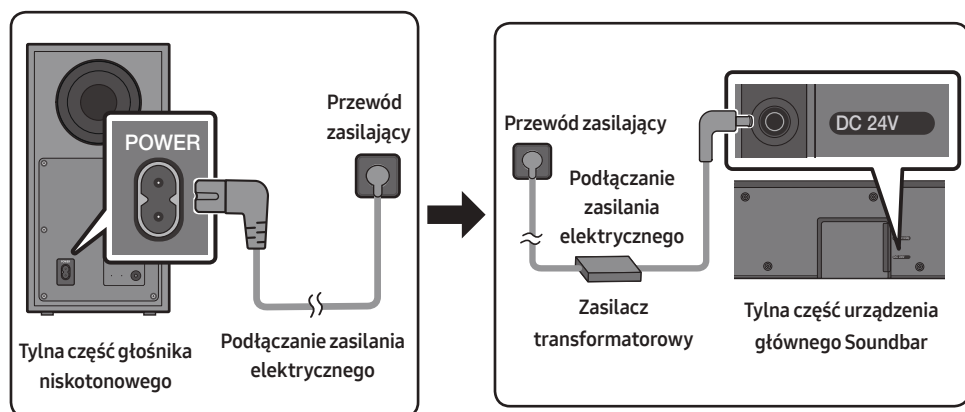 Przewód
zasilający
POWER
POWER
Tylna część głośnika
niskotonowego
Podłączanie zasilania
elektrycznego
DC 24V
Przewód zasilający
Podłączanie
zasilania
elektrycznego
Zasilacz
transformatorowy
Tylna część urządzenia
głównego Soundbar